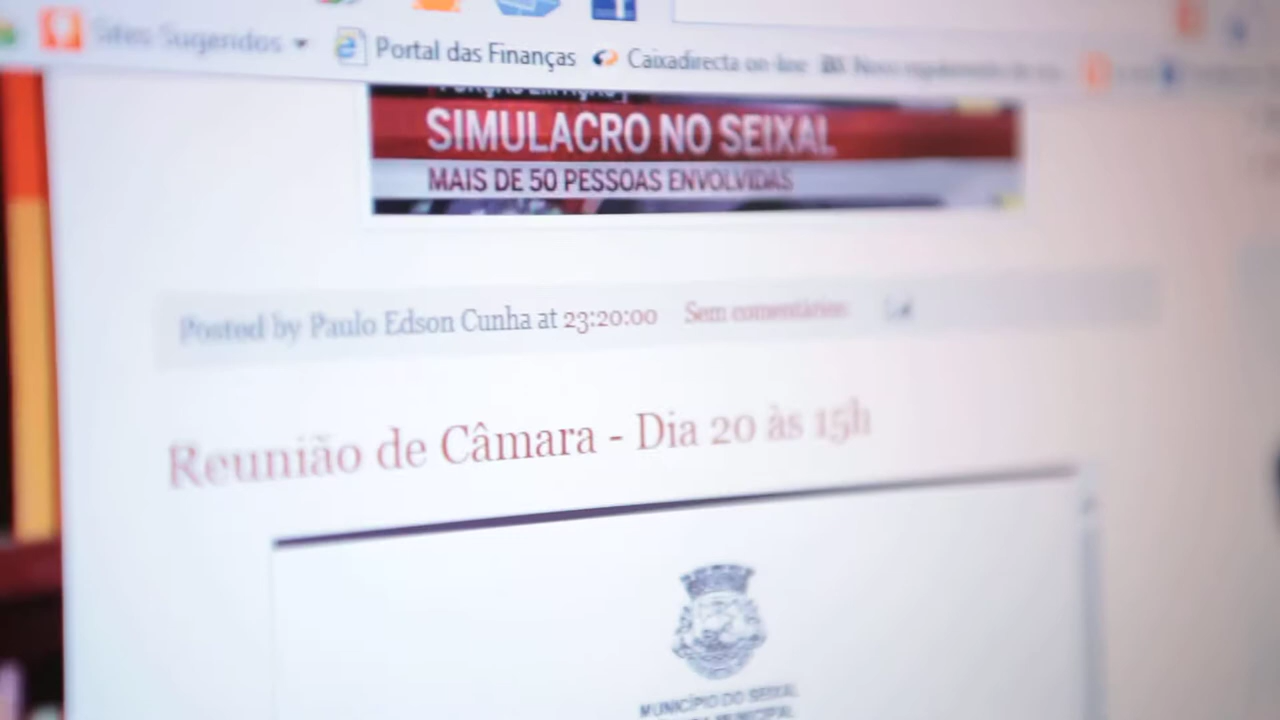 Sites Sugeridos
Portal das Finanças
Caixadirecta on-line
SIMULACRO NO SEIXAL
MAIS DE 50 PESSOAS ENVOLVIDAS
Posted by Paulo Edson Cunha at 23:20:00 Sem comentários
Reunião de Câmara - Dia 20 às 15h
MUNICÍPIO DO SEIXAL
MUNICIPAL